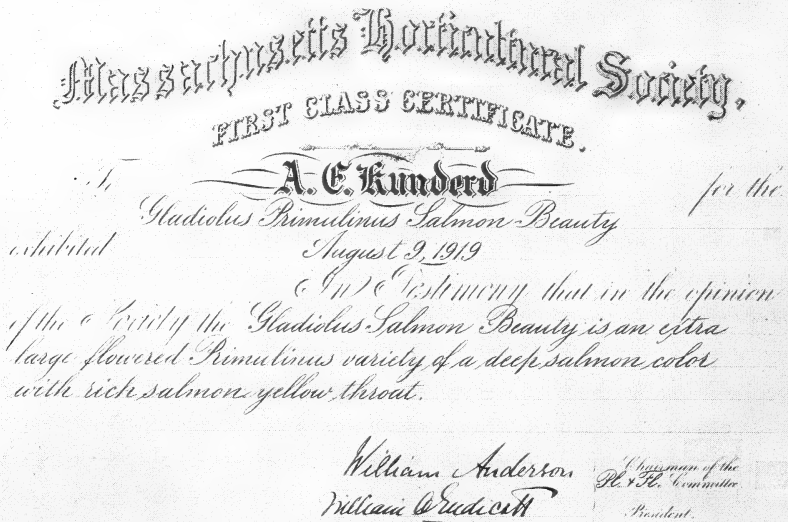 Massachusetts Horticultural Society.
FIRST CLASS CERTIFICATE.
To A. E. Kunderd for the
Gladiolus Primulinus Salmon Beauty
exhibited August 9, 1919
In Testimony that in the opinion
of the Society the Gladiolus Salmon Beauty is an extra
large flowered Primulinus variety of a deep salmon color
with rich salmon yellow throat.
William Anderson Chairman of the
Pl. & Fl. Committee
William C. Endicott President.